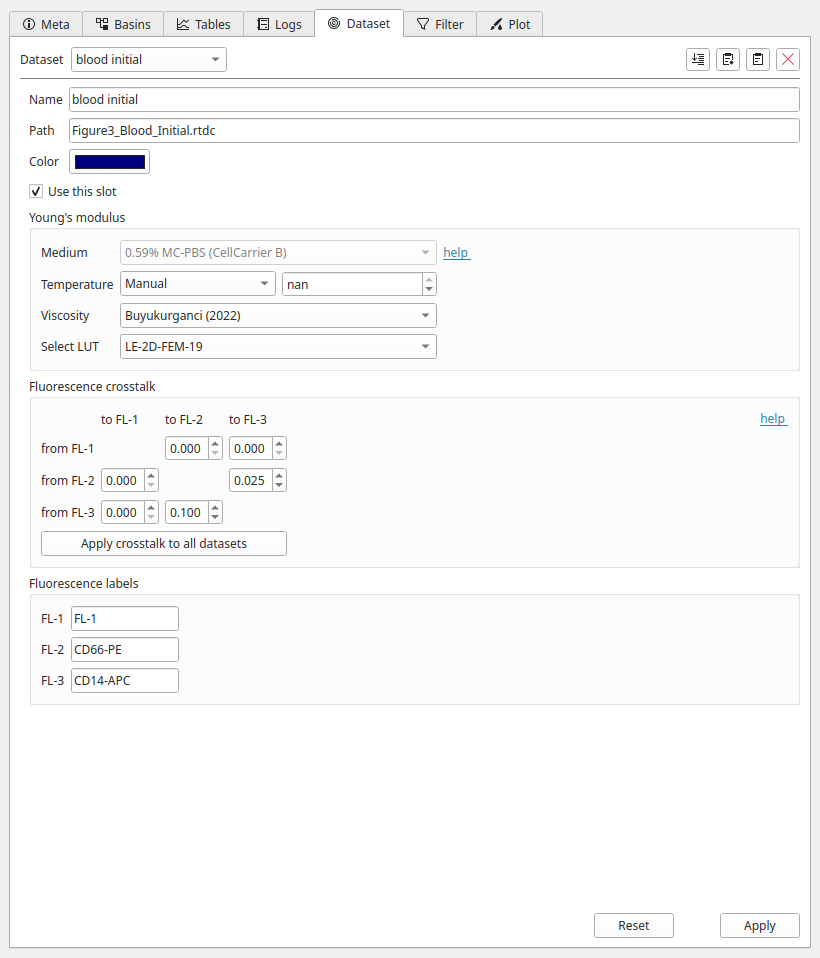 Meta Basins Tables Logs Dataset Filter Plot
Dataset blood initial
Name blood initial
Path Figure3_Blood_Initial.rtdc
Color
Use this slot
Young's modulus
Medium 0.59% MC-PBS (CellCarrier B) help
Temperature Manual nan
Viscosity Buyukurganci (2022)
Select LUT LE-2D-FEM-19
Fluorescence crosstalk
to FL-1 to FL-2 to FL-3 help
from FL-1 0.000 0.000
from FL-2 0.000 0.025
from FL-3 0.000 0.100
Apply crosstalk to all datasets
Fluorescence labels
FL-1 FL-1
FL-2 CD66-PE
FL-3 CD14-APC
Reset Apply